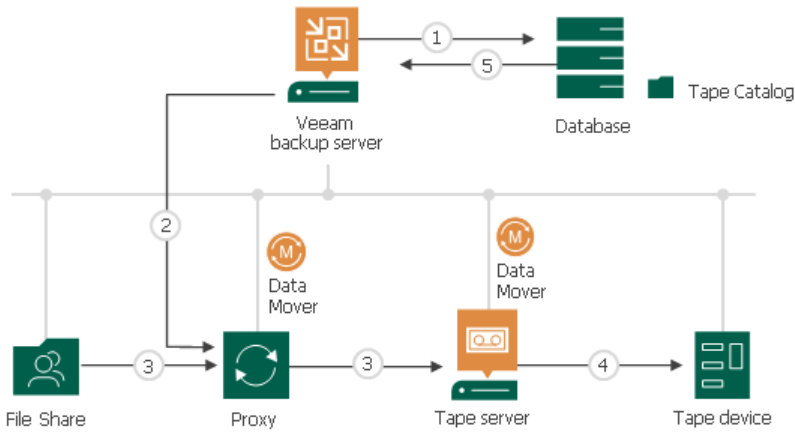 1
5
Tape Catalog
Veeam
backup server
Database
2
M
Data
Mover
M
Data
Mover
3
3
4
File Share
Proxy
Tape server
Tape device